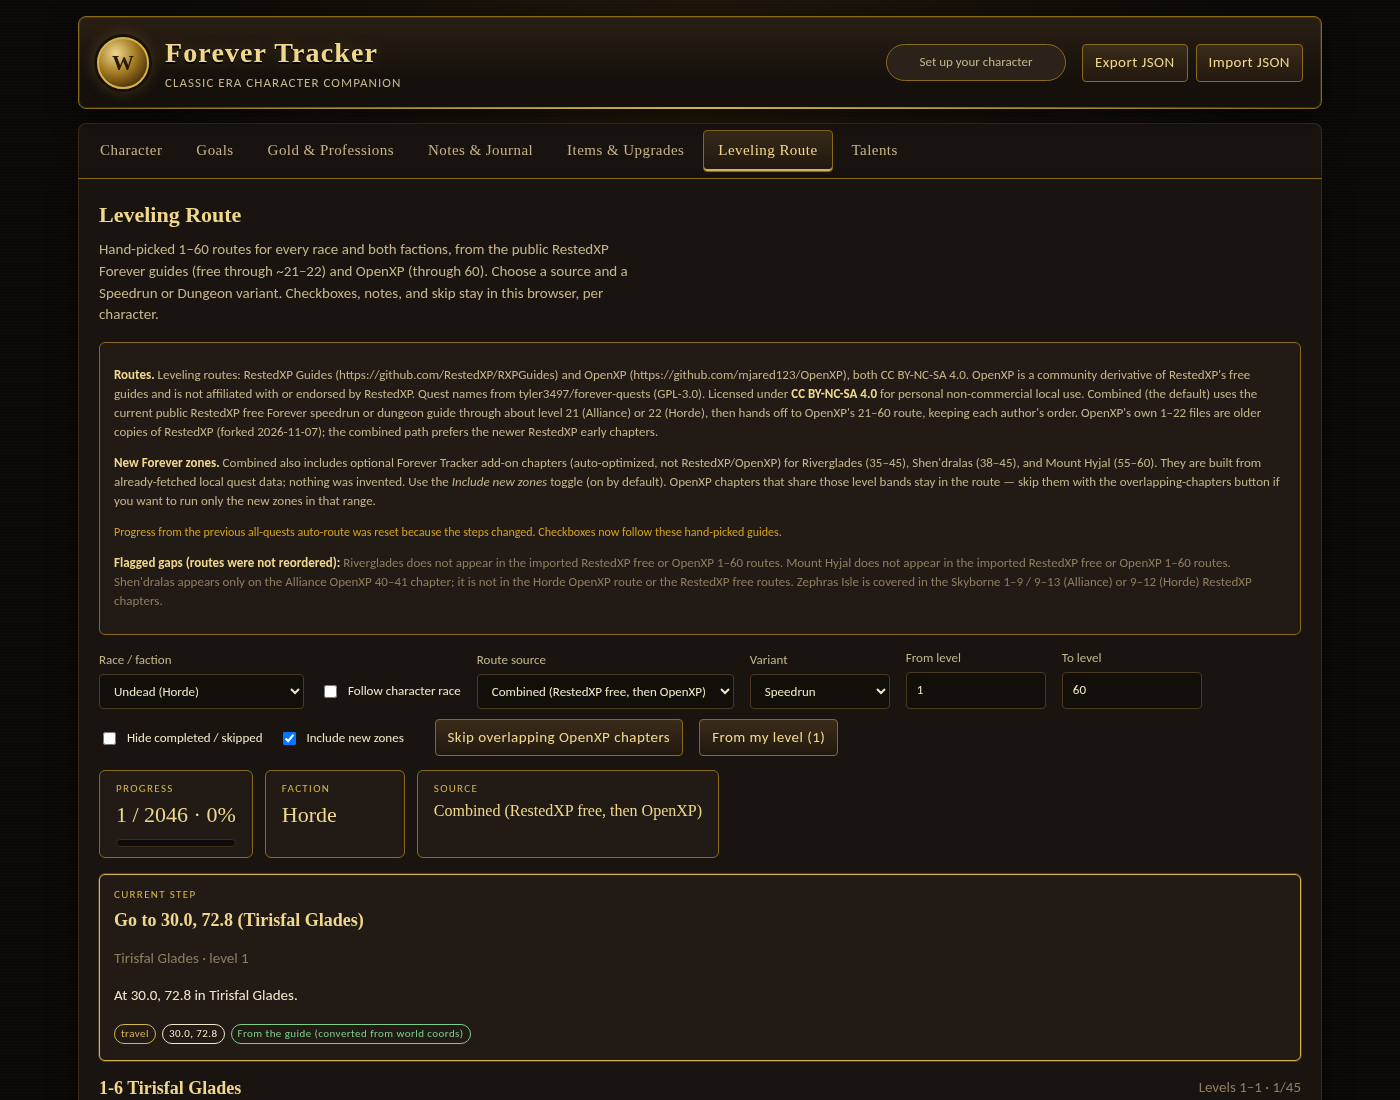 W
Forever Tracker
CLASSIC ERA CHARACTER COMPANION
Set up your character
Export JSON
Import JSON
Character
Goals
Gold & Professions
Notes & Journal
Items & Upgrades
Leveling Route
Talents
Leveling Route
Hand-picked 1–60 routes for every race and both factions, from the public RestedXP
Forever guides (free through ~21–22) and OpenXP (through 60). Choose a source and a
Speedrun or Dungeon variant. Checkboxes, notes, and skip stay in this browser, per
character.
Routes. Leveling routes: RestedXP Guides (https://github.com/RestedXP/RXPGuides) and OpenXP (https://github.com/mjared123/OpenXP), both CC BY-NC-SA 4.0. OpenXP is a community derivative of RestedXP's free
guides and is not affiliated with or endorsed by RestedXP. Quest names from tyler3497/forever-quests (GPL-3.0). Licensed under CC BY-NC-SA 4.0 for personal non-commercial local use. Combined (the default) uses the
current public RestedXP free Forever speedrun or dungeon guide through about level 21 (Alliance) or 22 (Horde), then hands off to OpenXP's 21–60 route, keeping each author's order. OpenXP's own 1–22 files are older
copies of RestedXP (forked 2026-11-07); the combined path prefers the newer RestedXP early chapters.
New Forever zones. Combined also includes optional Forever Tracker add-on chapters (auto-optimized, not RestedXP/OpenXP) for Riverglades (35–45), Shen'dralas (38–45), and Mount Hyjal (55–60). They are built from
already-fetched local quest data; nothing was invented. Use the Include new zones toggle (on by default). OpenXP chapters that share those level bands stay in the route — skip them with the overlapping-chapters button if
you want to run only the new zones in that range.
Progress from the previous all-quests auto-route was reset because the steps changed. Checkboxes now follow these hand-picked guides.
Flagged gaps (routes were not reordered): Riverglades does not appear in the imported RestedXP free or OpenXP 1–60 routes. Mount Hyjal does not appear in the imported RestedXP free or OpenXP 1–60 routes.
Shen'dralas appears only on the Alliance OpenXP 40–41 chapter; it is not in the Horde OpenXP route or the RestedXP free routes. Zephras Isle is covered in the Skyborne 1–9 / 9–13 (Alliance) or 9–12 (Horde) RestedXP
chapters.
Race / faction
Undead (Horde)
Follow character race
Route source
Combined (RestedXP free, then OpenXP)
Variant
Speedrun
From level
1
To level
60
Hide completed / skipped
Include new zones
Skip overlapping OpenXP chapters
From my level (1)
PROGRESS
1 / 2046 · 0%
FACTION
Horde
SOURCE
Combined (RestedXP free, then OpenXP)
CURRENT STEP
Go to 30.0, 72.8 (Tirisfal Glades)
Tirisfal Glades · level 1
At 30.0, 72.8 in Tirisfal Glades.
travel
30.0, 72.8
From the guide (converted from world coords)
1-6 Tirisfal Glades
Levels 1–1 · 1/45